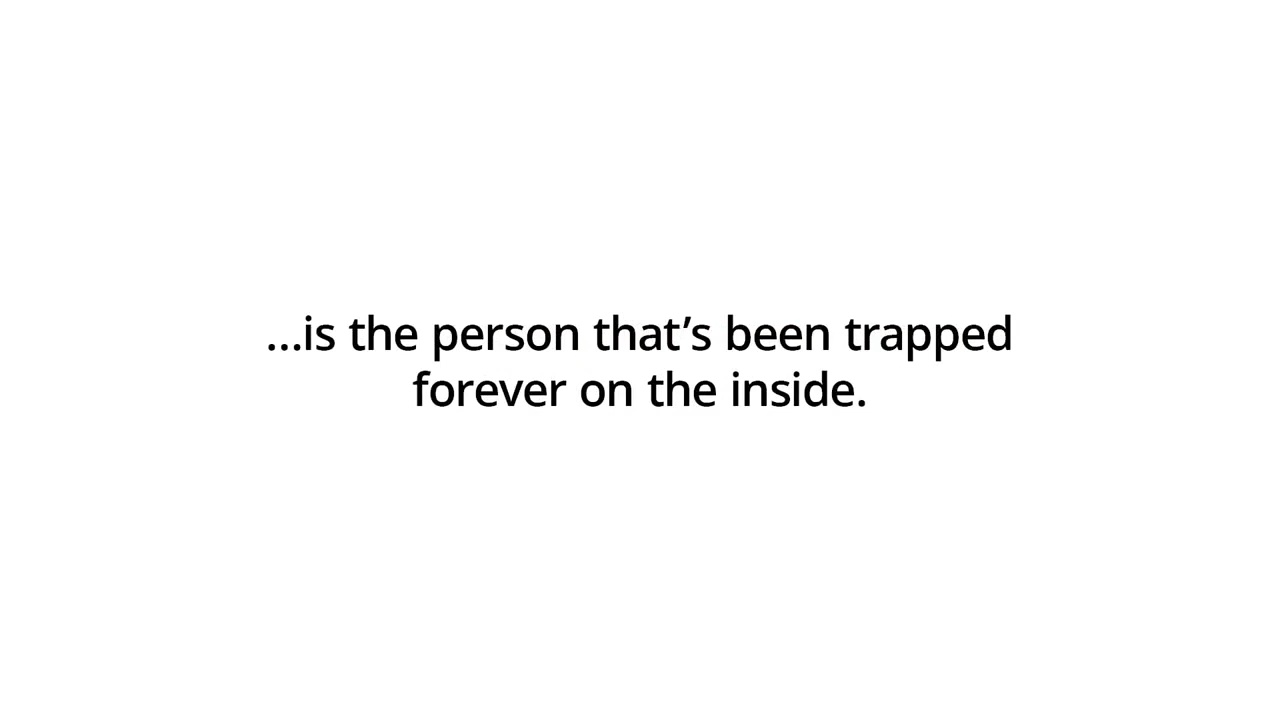 ...is the person that’s been trapped
forever on the inside.